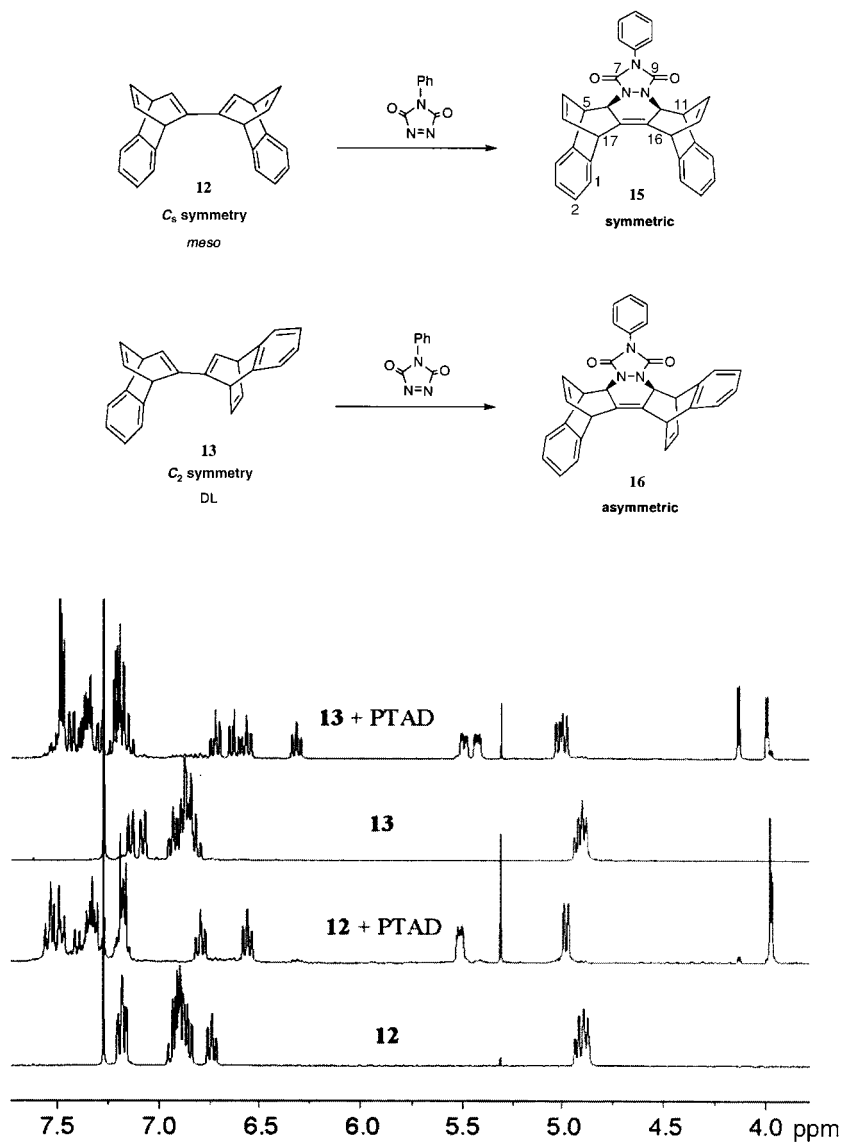 Ph
N
O
O
N=N
12
Cs symmetry
meso
N
7
9
O
O
N
N
5
11
17
16
1
2
15
symmetric
Ph
N
O
O
N=N
13
C2 symmetry
DL
N
O
O
N
N
16
asymmetric
13 + PTAD
13
12 + PTAD
12
7.5 7.0 6.5 6.0 5.5 5.0 4.5 4.0 ppm